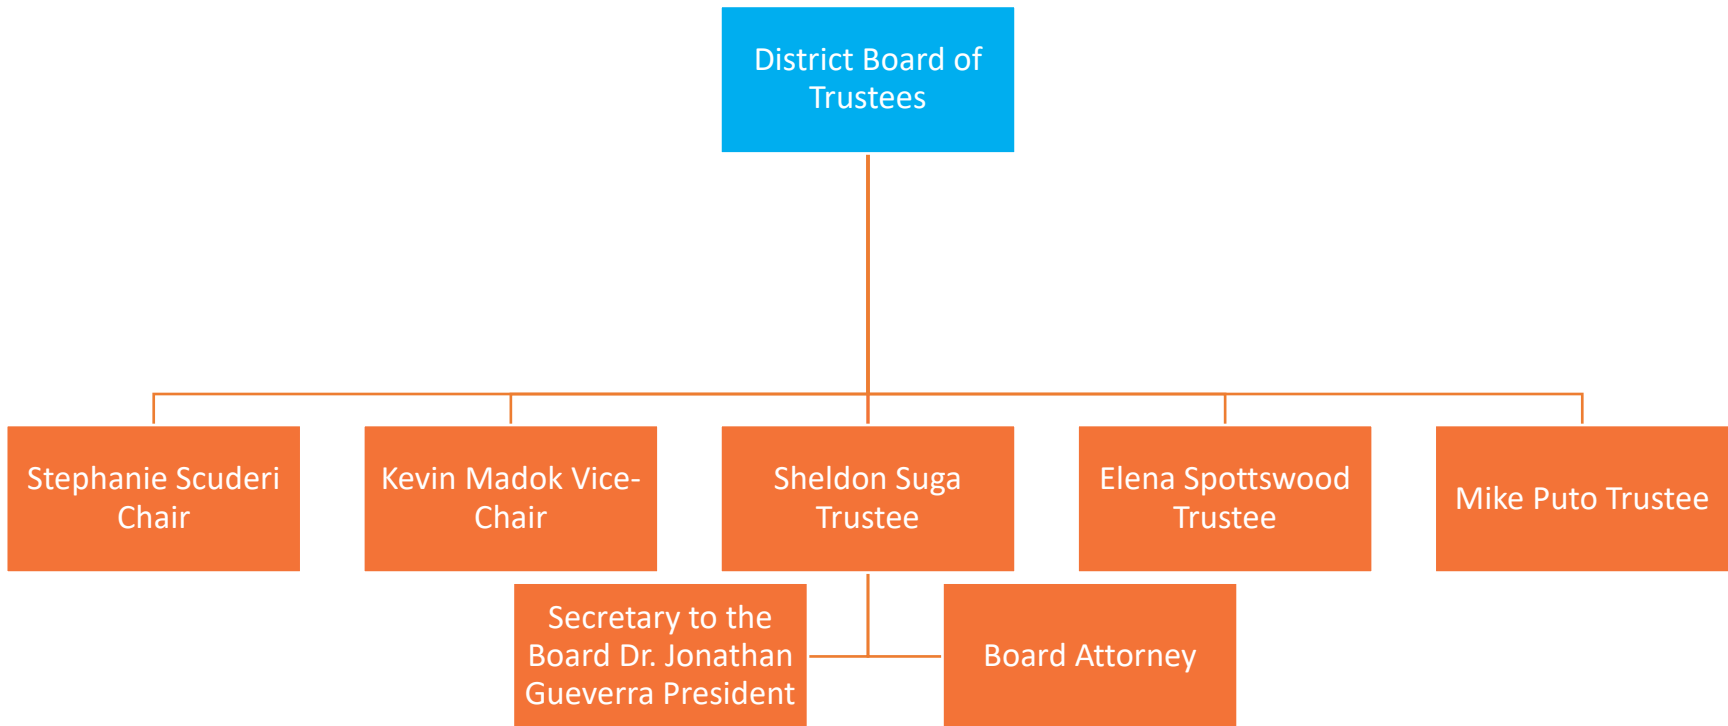 District Board of
Trustees
Stephanie Scuderi
Chair
Kevin Madok Vice-
Chair
Sheldon Suga
Trustee
Elena Spottswood
Trustee
Mike Puto Trustee
Secretary to the
Board Dr. Jonathan
Gueverra President
Board Attorney